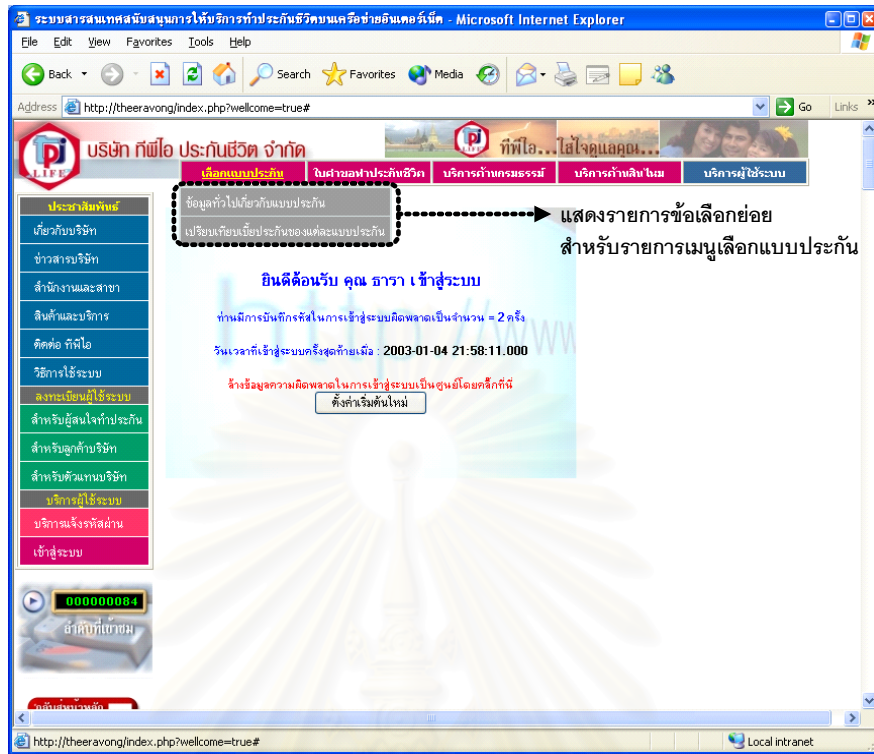 ระบบสารสนเทศสนับสนุนการให้บริการทำประกันชีวิตบนเครือข่ายอินเตอร์เน็ต - Microsoft Internet Explorer
File Edit View Favorites Tools Help
Back Search Favorites Media
Address http://theeravong/index.php?wellcome=true# Go Links
บริษัท ทีพีไอ ประกันชีวิต จำกัด
TPI LIFE ทีพีไอ...ใส่ใจดูแลคุณ...
เลือกแบบประกัน ใบคำขอทำประกันชีวิต บริการด้านกรมธรรม์ บริการด้านสินไหม บริการผู้ใช้ระบบ
ข้อมูลทั่วไปเกี่ยวกับแบบประกัน
เปรียบเทียบเบี้ยประกันของแต่ละแบบประกัน
แสดงรายการข้อเลือกย่อย
สำหรับรายการเมนูเลือกแบบประกัน
ประชาสัมพันธ์
เกี่ยวกับบริษัท
ข่าวสารบริษัท
สำนักงานและสาขา
สินค้าและบริการ
ติดต่อ ทีพีไอ
วิธีการใช้ระบบ
ลงทะเบียนผู้ใช้ระบบ
สำหรับผู้สนใจทำประกัน
สำหรับลูกค้าบริษัท
สำหรับตัวแทนบริษัท
บริการผู้ใช้ระบบ
บริการแจ้งรหัสผ่าน
เข้าสู่ระบบ
ยินดีต้อนรับ คุณ ธารา เข้าสู่ระบบ
ท่านมีการบันทึกรหัสในการเข้าสู่ระบบผิดพลาดเป็นจำนวน = 2 ครั้ง
วันเวลาที่เข้าสู่ระบบครั้งสุดท้ายเมื่อ : 2003-01-04 21:58:11.000
ล้างข้อมูลความผิดพลาดในการเข้าสู่ระบบเป็นศูนย์โดยคลิ๊กที่นี่
ตั้งค่าเริ่มต้นใหม่
http://www
000000084
ลำดับที่เข้าชม
กลับสู่หน้าหลัก
http://theeravong/index.php?wellcome=true# Local intranet